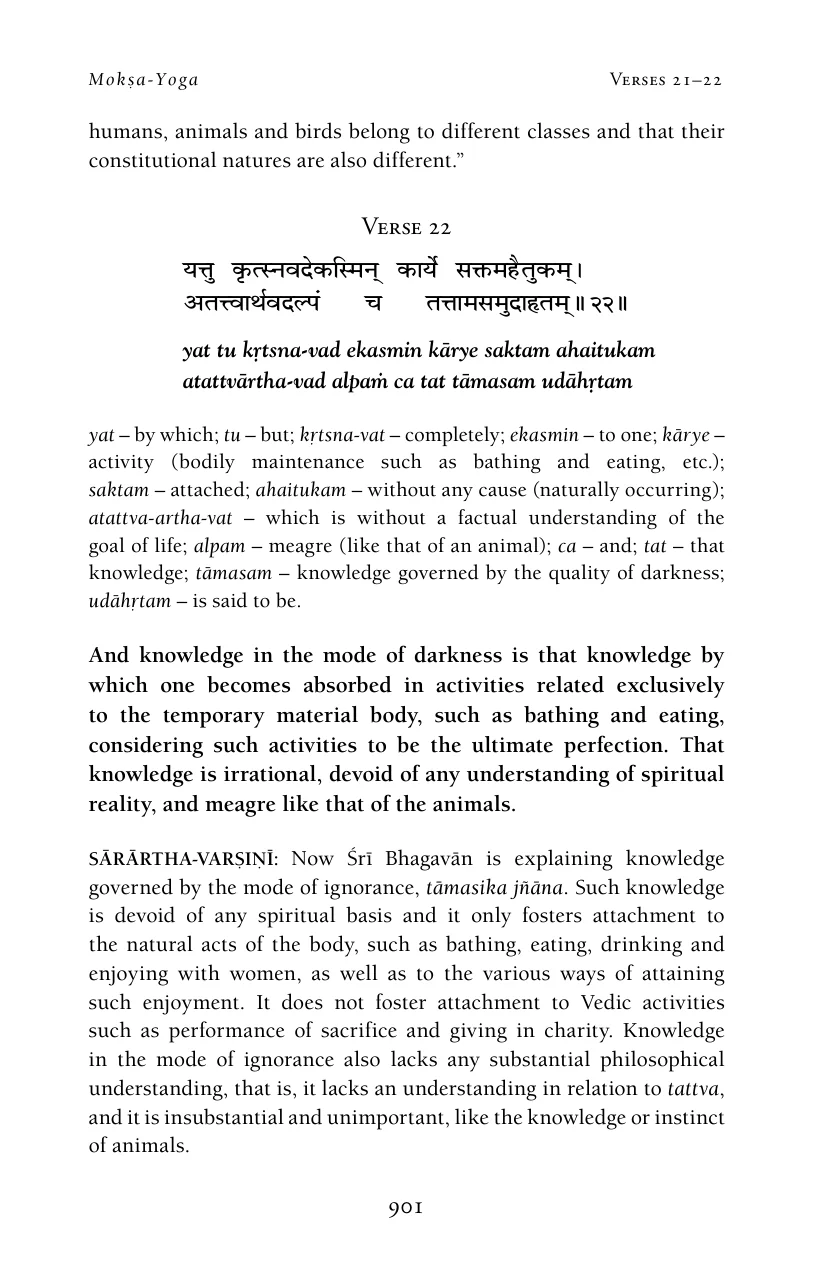 Mokṣa-Yoga Verses 21–22
humans, animals and birds belong to different classes and that their
constitutional natures are also different.”
Verse 22
यत्तु कृत्स्नवदेकस्मिन् कार्ये सक्तमहैतुकम्।
अतत्त्वार्थवदल्पं च तत्तामसमुदाहृतम्॥ २२॥
yat tu kṛtsna-vad ekasmin kārye saktam ahaitukam
atattvārtha-vad alpaṁ ca tat tāmasam udāhṛtam
yat – by which; tu – but; kṛtsna-vat – completely; ekasmin – to one; kārye –
activity (bodily maintenance such as bathing and eating, etc.);
saktam – attached; ahaitukam – without any cause (naturally occurring);
atattva-artha-vat – which is without a factual understanding of the
goal of life; alpam – meagre (like that of an animal); ca – and; tat – that
knowledge; tāmasam – knowledge governed by the quality of darkness;
udāhṛtam – is said to be.
And knowledge in the mode of darkness is that knowledge by
which one becomes absorbed in activities related exclusively
to the temporary material body, such as bathing and eating,
considering such activities to be the ultimate perfection. That
knowledge is irrational, devoid of any understanding of spiritual
reality, and meagre like that of the animals.
SĀRĀRTHA-VARṢIṆĪ: Now Śrī Bhagavān is explaining knowledge
governed by the mode of ignorance, tāmasika jñāna. Such knowledge
is devoid of any spiritual basis and it only fosters attachment to
the natural acts of the body, such as bathing, eating, drinking and
enjoying with women, as well as to the various ways of attaining
such enjoyment. It does not foster attachment to Vedic activities
such as performance of sacrifice and giving in charity. Knowledge
in the mode of ignorance also lacks any substantial philosophical
understanding, that is, it lacks an understanding in relation to tattva,
and it is insubstantial and unimportant, like the knowledge or instinct
of animals.
901